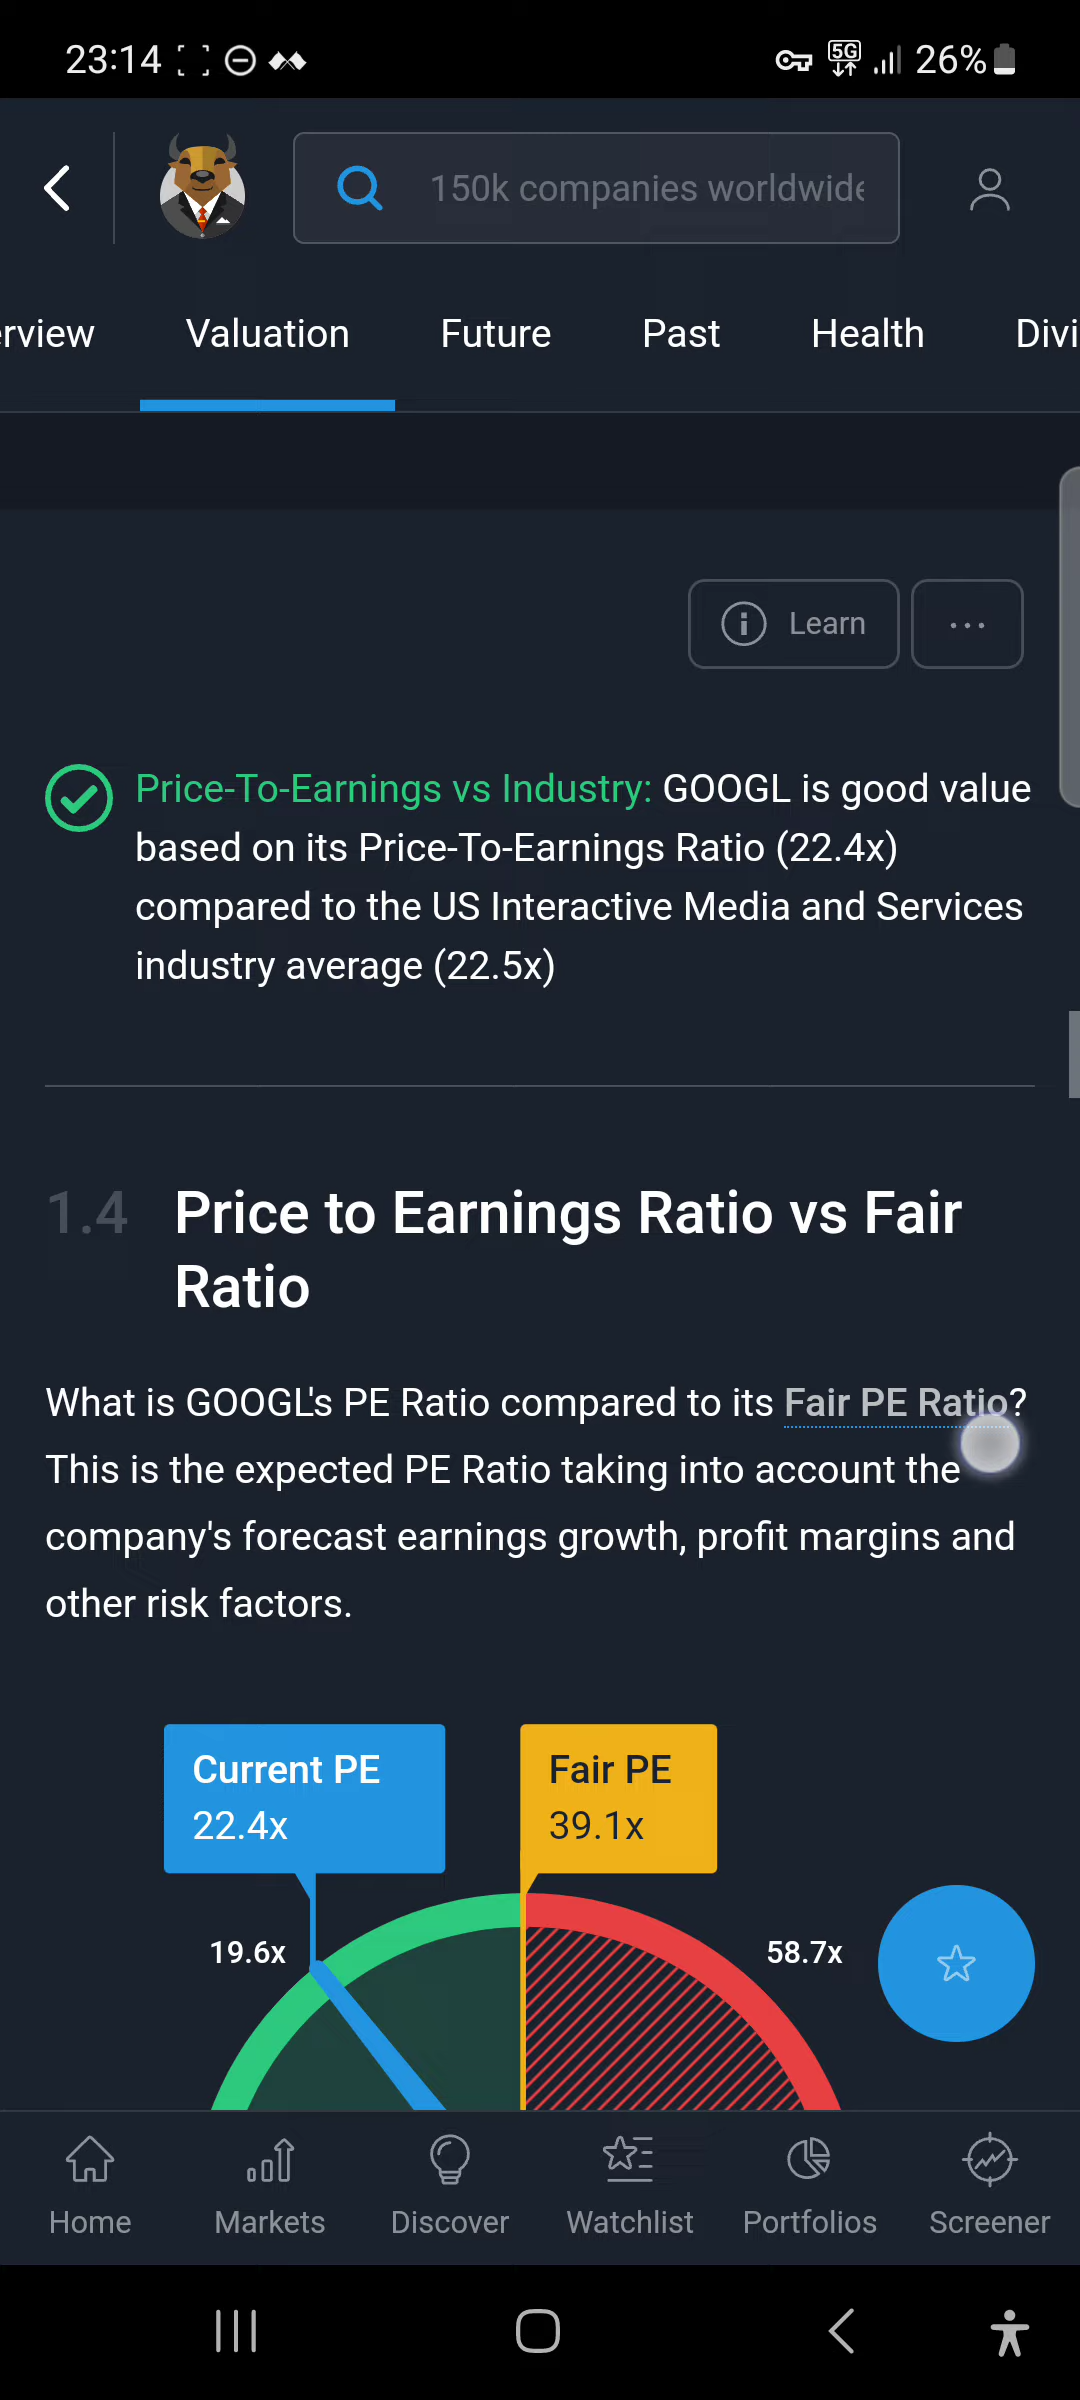 23:14
5G
26%
150k companies worldwide
rview
Valuation
Future
Past
Health
Divi
Learn
Price-To-Earnings vs Industry: GOOGL is good value
based on its Price-To-Earnings Ratio (22.4x)
compared to the US Interactive Media and Services
industry average (22.5x)
1.4
Price to Earnings Ratio vs Fair
Ratio
What is GOOGL's PE Ratio compared to its Fair PE Ratio?
This is the expected PE Ratio taking into account the
company's forecast earnings growth, profit margins and
other risk factors.
Current PE
22.4x
Fair PE
39.1x
19.6x
58.7x
Home
Markets
Discover
Watchlist
Portfolios
Screener